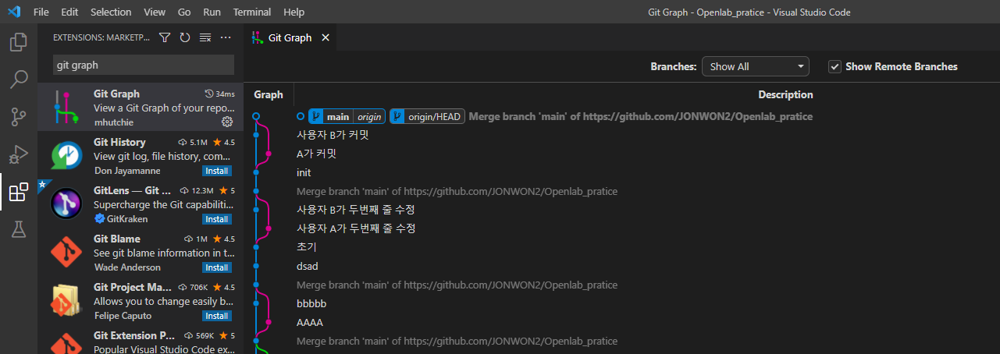 File Edit Selection View Go Run Terminal Help Git Graph - Openlab_pratice - Visual Studio Code
EXTENSIONS: MARKETP...
git graph
Git Graph 34ms
View a Git Graph of your repo...
mhutchie
Git History 5.1M 4.5
View git log, file history, com...
Don Jayamanne Install
GitLens — Git ... 12.3M 5
Supercharge the Git capabiliti...
GitKraken Install
Git Blame 1M 4.5
See git blame information in t...
Wade Anderson Install
Git Project Ma... 706K 4.5
Allows you to change easily b...
Felipe Caputo Install
Git Extension P... 569K 5
Popular Visual Studio Code ex...
Git Graph
Branches: Show All Show Remote Branches
Graph Description
main origin origin/HEAD Merge branch 'main' of https://github.com/JONWON2/Openlab_pratice
사용자 B가 커밋
A가 커밋
init
Merge branch 'main' of https://github.com/JONWON2/Openlab_pratice
사용자 B가 두번째 줄 수정
사용자 A가 두번째 줄 수정
초기
dsad
Merge branch 'main' of https://github.com/JONWON2/Openlab_pratice
bbbbb
AAAA
Merge branch 'main' of https://github.com/JONWON2/Openlab_pratice